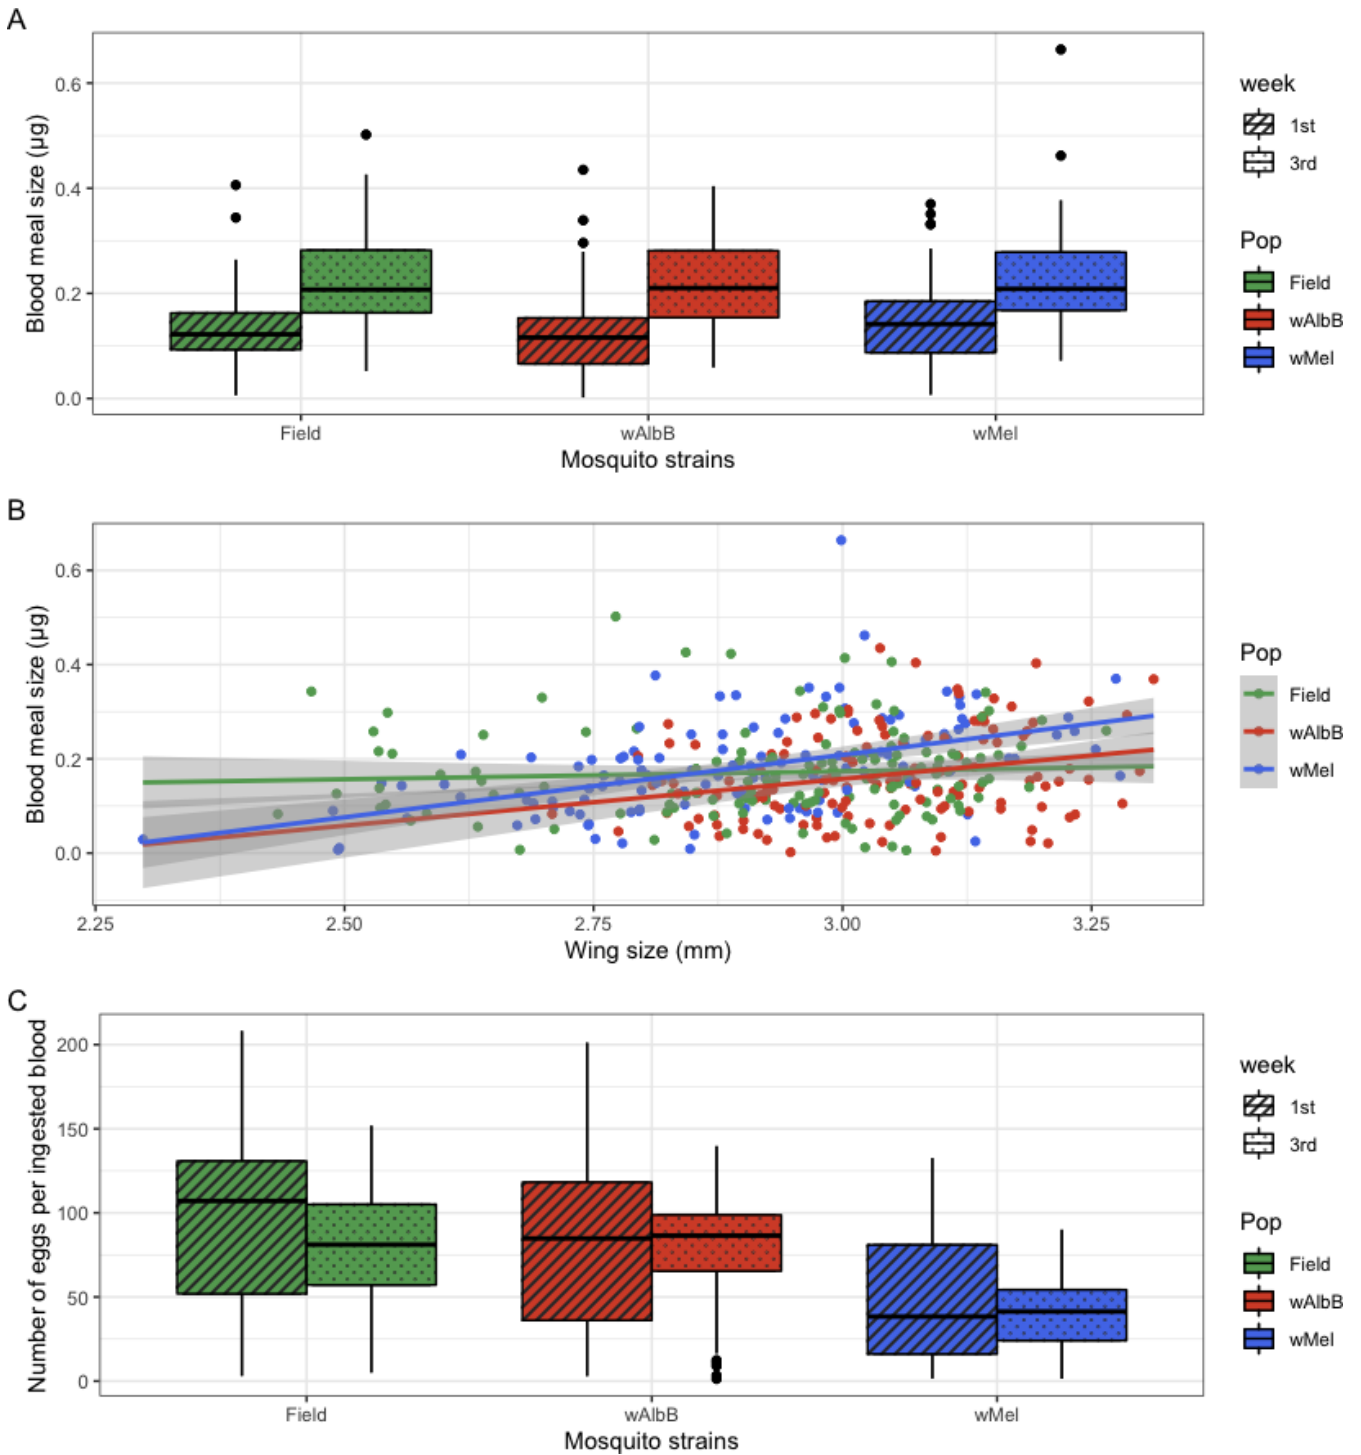 A
Blood meal size (µg)
0.6
0.4
0.2
0.0
Field
wAlbB
wMel
Mosquito strains
week
1st
3rd
Pop
Field
wAlbB
wMel
B
Blood meal size (µg)
0.6
0.4
0.2
0.0
2.25
2.50
2.75
3.00
3.25
Wing size (mm)
Pop
Field
wAlbB
wMel
C
Number of eggs per ingested blood
200
150
100
50
0
Field
wAlbB
wMel
Mosquito strains
week
1st
3rd
Pop
Field
wAlbB
wMel